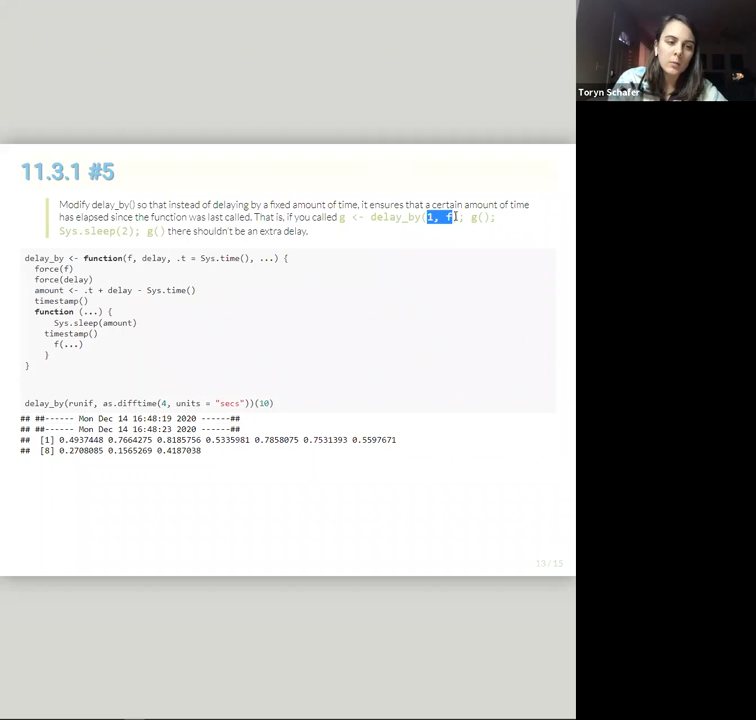 Toryn Schafer
11.3.1 #5
Modify delay_by() so that instead of delaying by a fixed amount of time, it ensures that a certain amount of time
has elapsed since the function was last called. That is, if you called g <- delay_by(1, f; g();
Sys.sleep(2); g() there shouldn't be an extra delay.
delay_by <- function(f, delay, .t = Sys.time(), ...) {
force(f)
force(delay)
amount <- .t + delay - Sys.time()
timestamp()
function (...) {
Sys.sleep(amount)
timestamp()
f(...)
}
}
delay_by(runif, as.difftime(4, units = "secs"))(10)
## ##------ Mon Dec 14 16:48:19 2020 ------##
## ##------ Mon Dec 14 16:48:23 2020 ------##
## [1] 0.4937448 0.7664275 0.8185756 0.5335981 0.7858075 0.7531393 0.5597671
## [8] 0.2708085 0.1565269 0.4187038
13 / 15